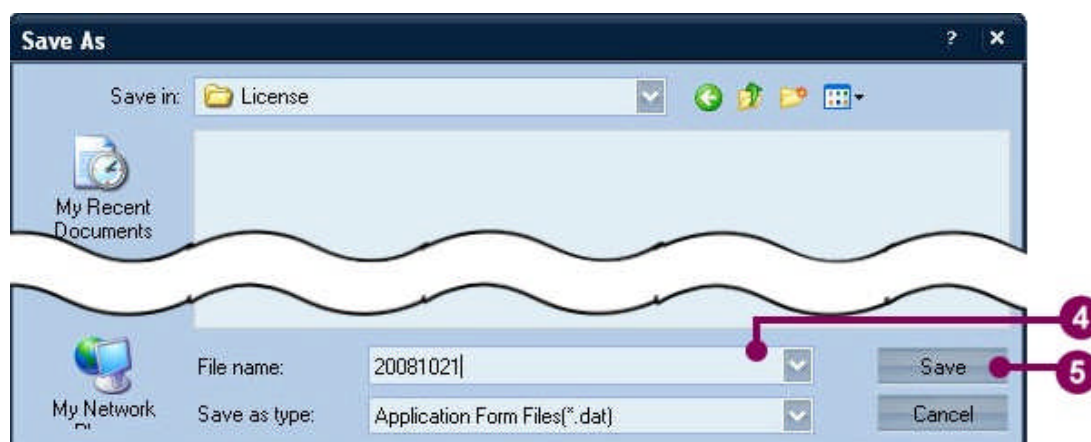 Save As
Save in: License
My Recent
Documents
4
File name: 20081021
Save
5
My Network
Save as type: Application Form Files(*.dat)
Cancel